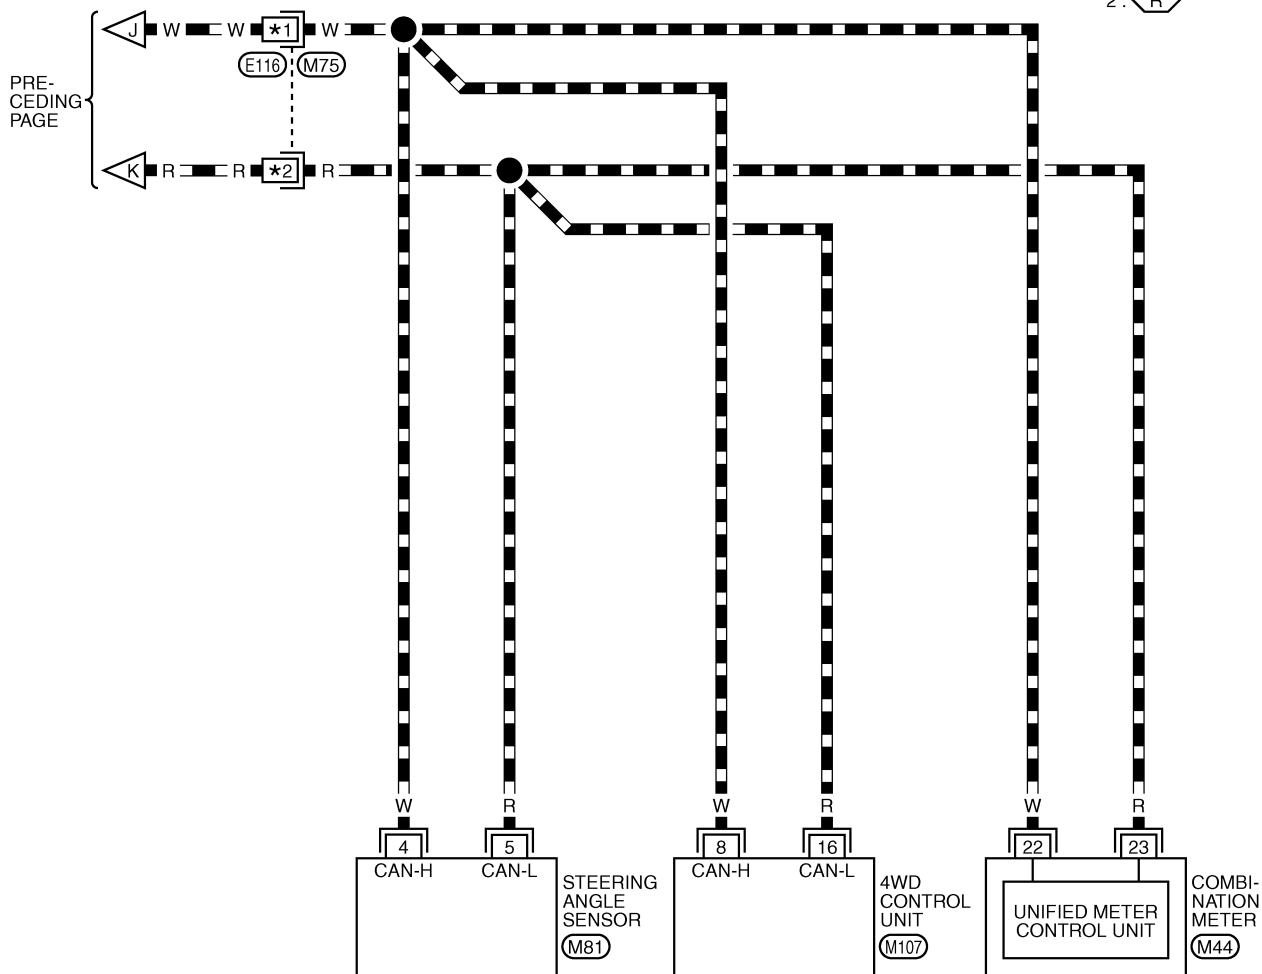 2 : R
J W W *1 W
E116 M75
PRE-
CEDING
PAGE
K R R *2 R
W R W R W R
4 5 8 16 22 23
CAN-H CAN-L CAN-H CAN-L
STEERING
ANGLE
SENSOR
M81
4WD
CONTROL
UNIT
M107
UNIFIED METER
CONTROL UNIT
COMBI-
NATION
METER
M44